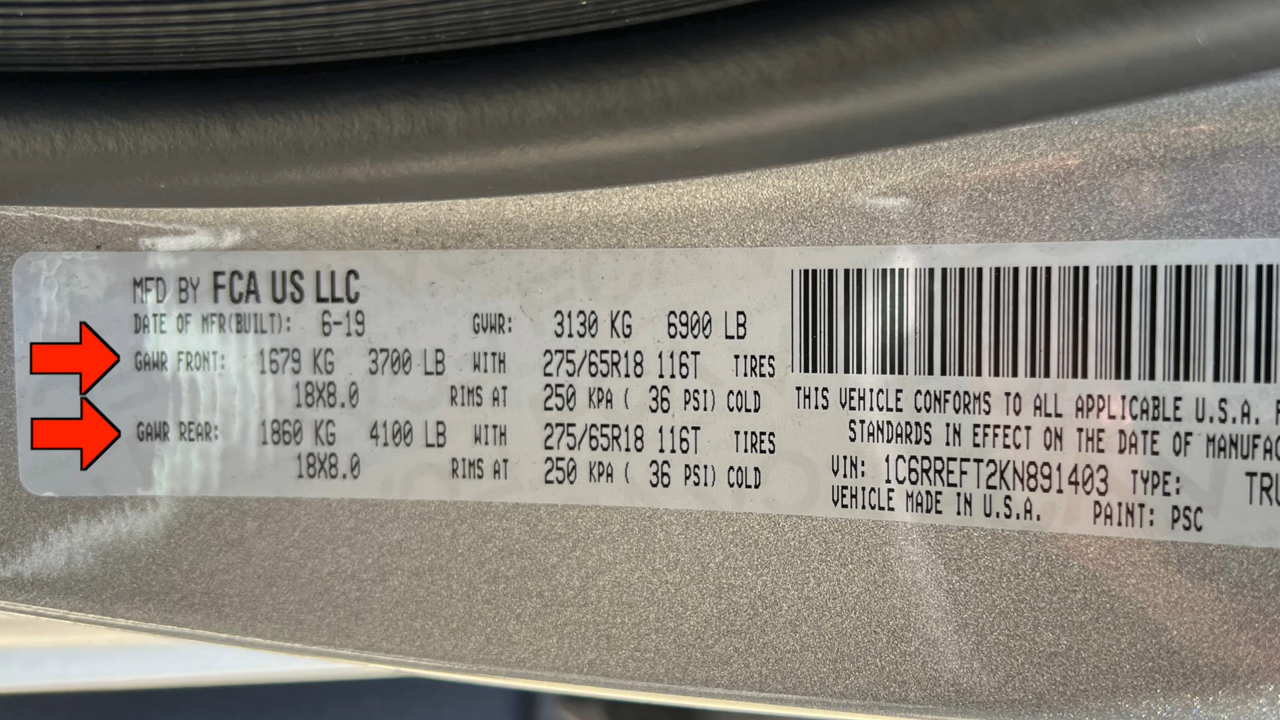 MFD BY FCA US LLC
DATE OF MFR(BUILT): 6-19 GVWR: 3130 KG 6900 LB
GAWR FRONT: 1679 KG 3700 LB WITH 275/65R18 116T TIRES
18X8.0 RIMS AT 250 KPA ( 36 PSI) COLD
GAWR REAR: 1860 KG 4100 LB WITH 275/65R18 116T TIRES
18X8.0 RIMS AT 250 KPA ( 36 PSI) COLD
THIS VEHICLE CONFORMS TO ALL APPLICABLE U.S.A.
STANDARDS IN EFFECT ON THE DATE OF MANUFAC
VIN: 1C6RREFT2KN891403 TYPE: TRU
VEHICLE MADE IN U.S.A. PAINT: PSC